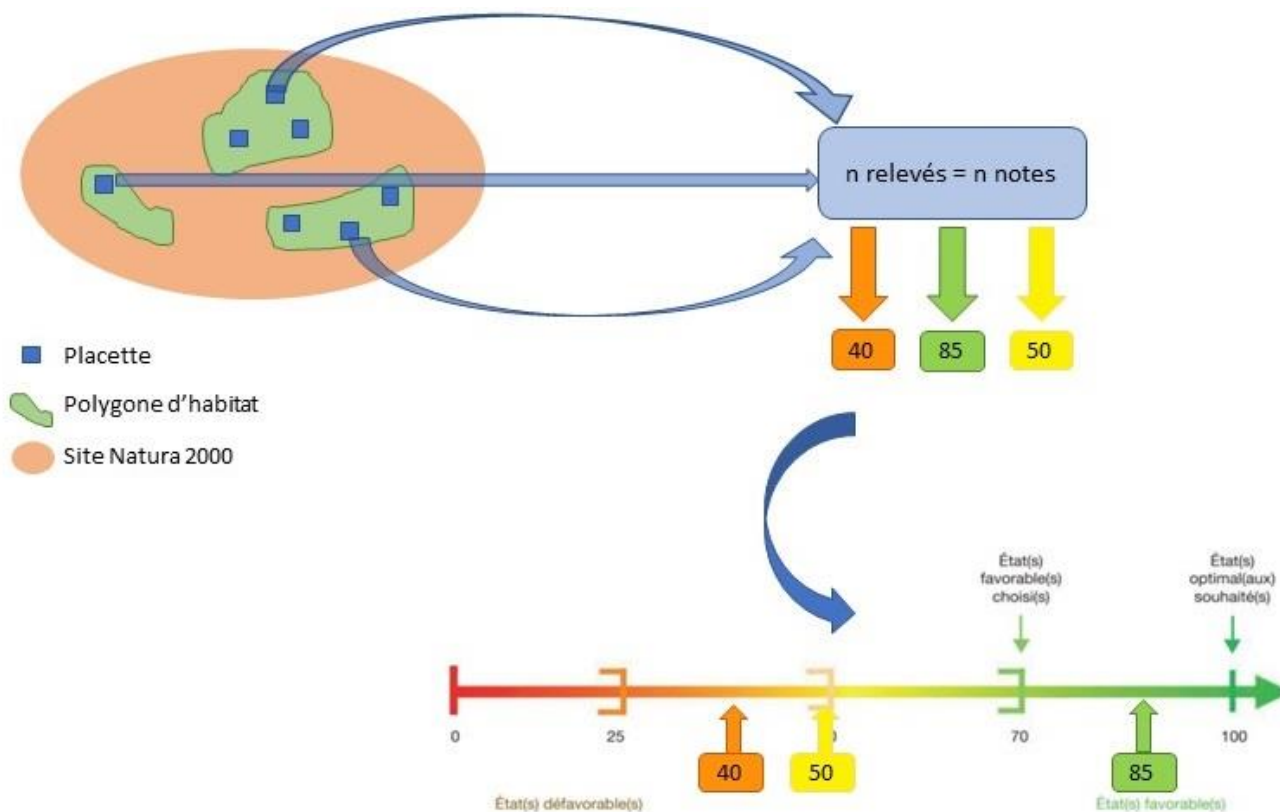 n relevés = n notes
40
85
50
Placette
Polygone d'habitat
Site Natura 2000
État(s)
favorable(s)
choisi(s)
État(s)
optimal(aux)
souhaité(s)
0
25
70
100
40
50
85
État(s) défavorable(s)
État(s) favorable(s)